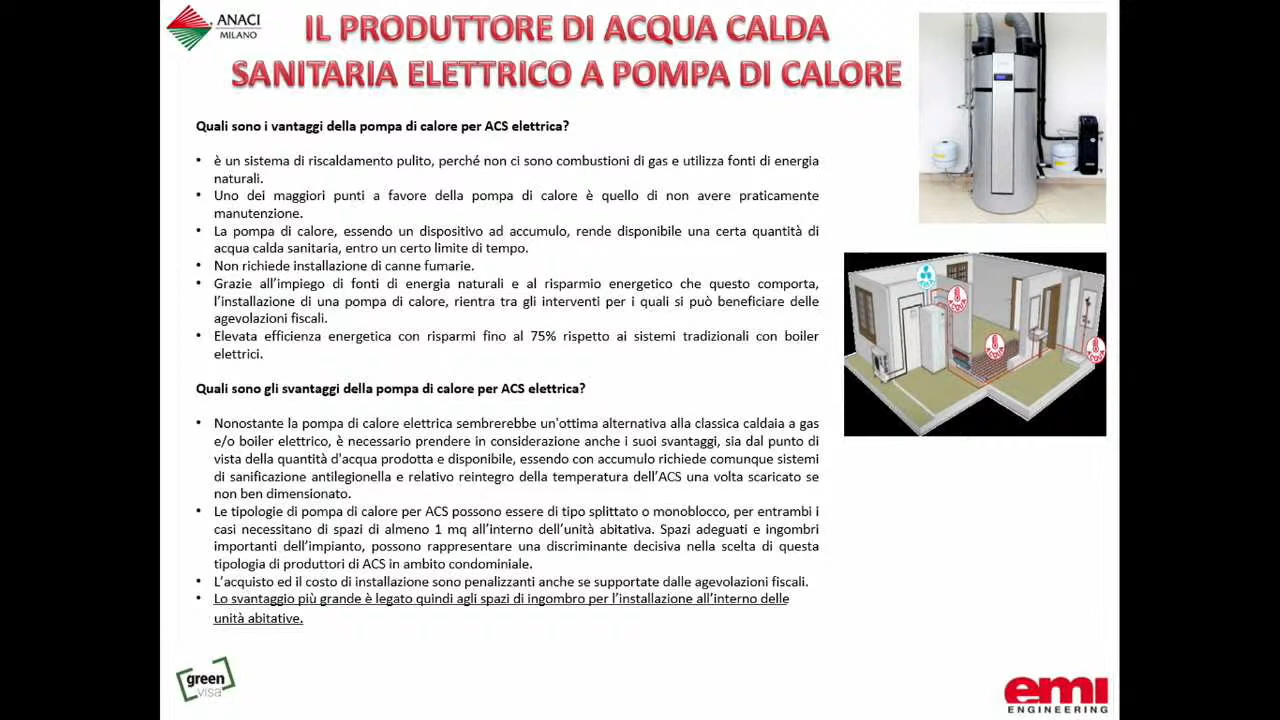 ANACI
MILANO
IL PRODUTTORE DI ACQUA CALDA
SANITARIA ELETTRICO A POMPA DI CALORE
Quali sono i vantaggi della pompa di calore per ACS elettrica?
• è un sistema di riscaldamento pulito, perché non ci sono combustioni di gas e utilizza fonti di energia
naturali.
• Uno dei maggiori punti a favore della pompa di calore è quello di non avere praticamente
manutenzione.
• La pompa di calore, essendo un dispositivo ad accumulo, rende disponibile una certa quantità di
acqua calda sanitaria, entro un certo limite di tempo.
• Non richiede installazione di canne fumarie.
• Grazie all’impiego di fonti di energia naturali e al risparmio energetico che questo comporta,
l’installazione di una pompa di calore, rientra tra gli interventi per i quali si può beneficiare delle
agevolazioni fiscali.
• Elevata efficienza energetica con risparmi fino al 75% rispetto ai sistemi tradizionali con boiler
elettrici.
Quali sono gli svantaggi della pompa di calore per ACS elettrica?
• Nonostante la pompa di calore elettrica sembrerebbe un'ottima alternativa alla classica caldaia a gas
e/o boiler elettrico, è necessario prendere in considerazione anche i suoi svantaggi, sia dal punto di
vista della quantità d'acqua prodotta e disponibile, essendo con accumulo richiede comunque sistemi
di sanificazione antilegionella e relativo reintegro della temperatura dell’ACS una volta scaricato se
non ben dimensionato.
• Le tipologie di pompa di calore per ACS possono essere di tipo splittato o monoblocco, per entrambi i
casi necessitano di spazi di almeno 1 mq all’interno dell’unità abitativa. Spazi adeguati e ingombri
importanti dell’impianto, possono rappresentare una discriminante decisiva nella scelta di questa
tipologia di produttori di ACS in ambito condominiale.
• L’acquisto ed il costo di installazione sono penalizzanti anche se supportate dalle agevolazioni fiscali.
• Lo svantaggio più grande è legato quindi agli spazi di ingombro per l’installazione all’interno delle
unità abitative.
ACQUA
ACQUA
ACQUA
green
visa
emi
ENGINEERING